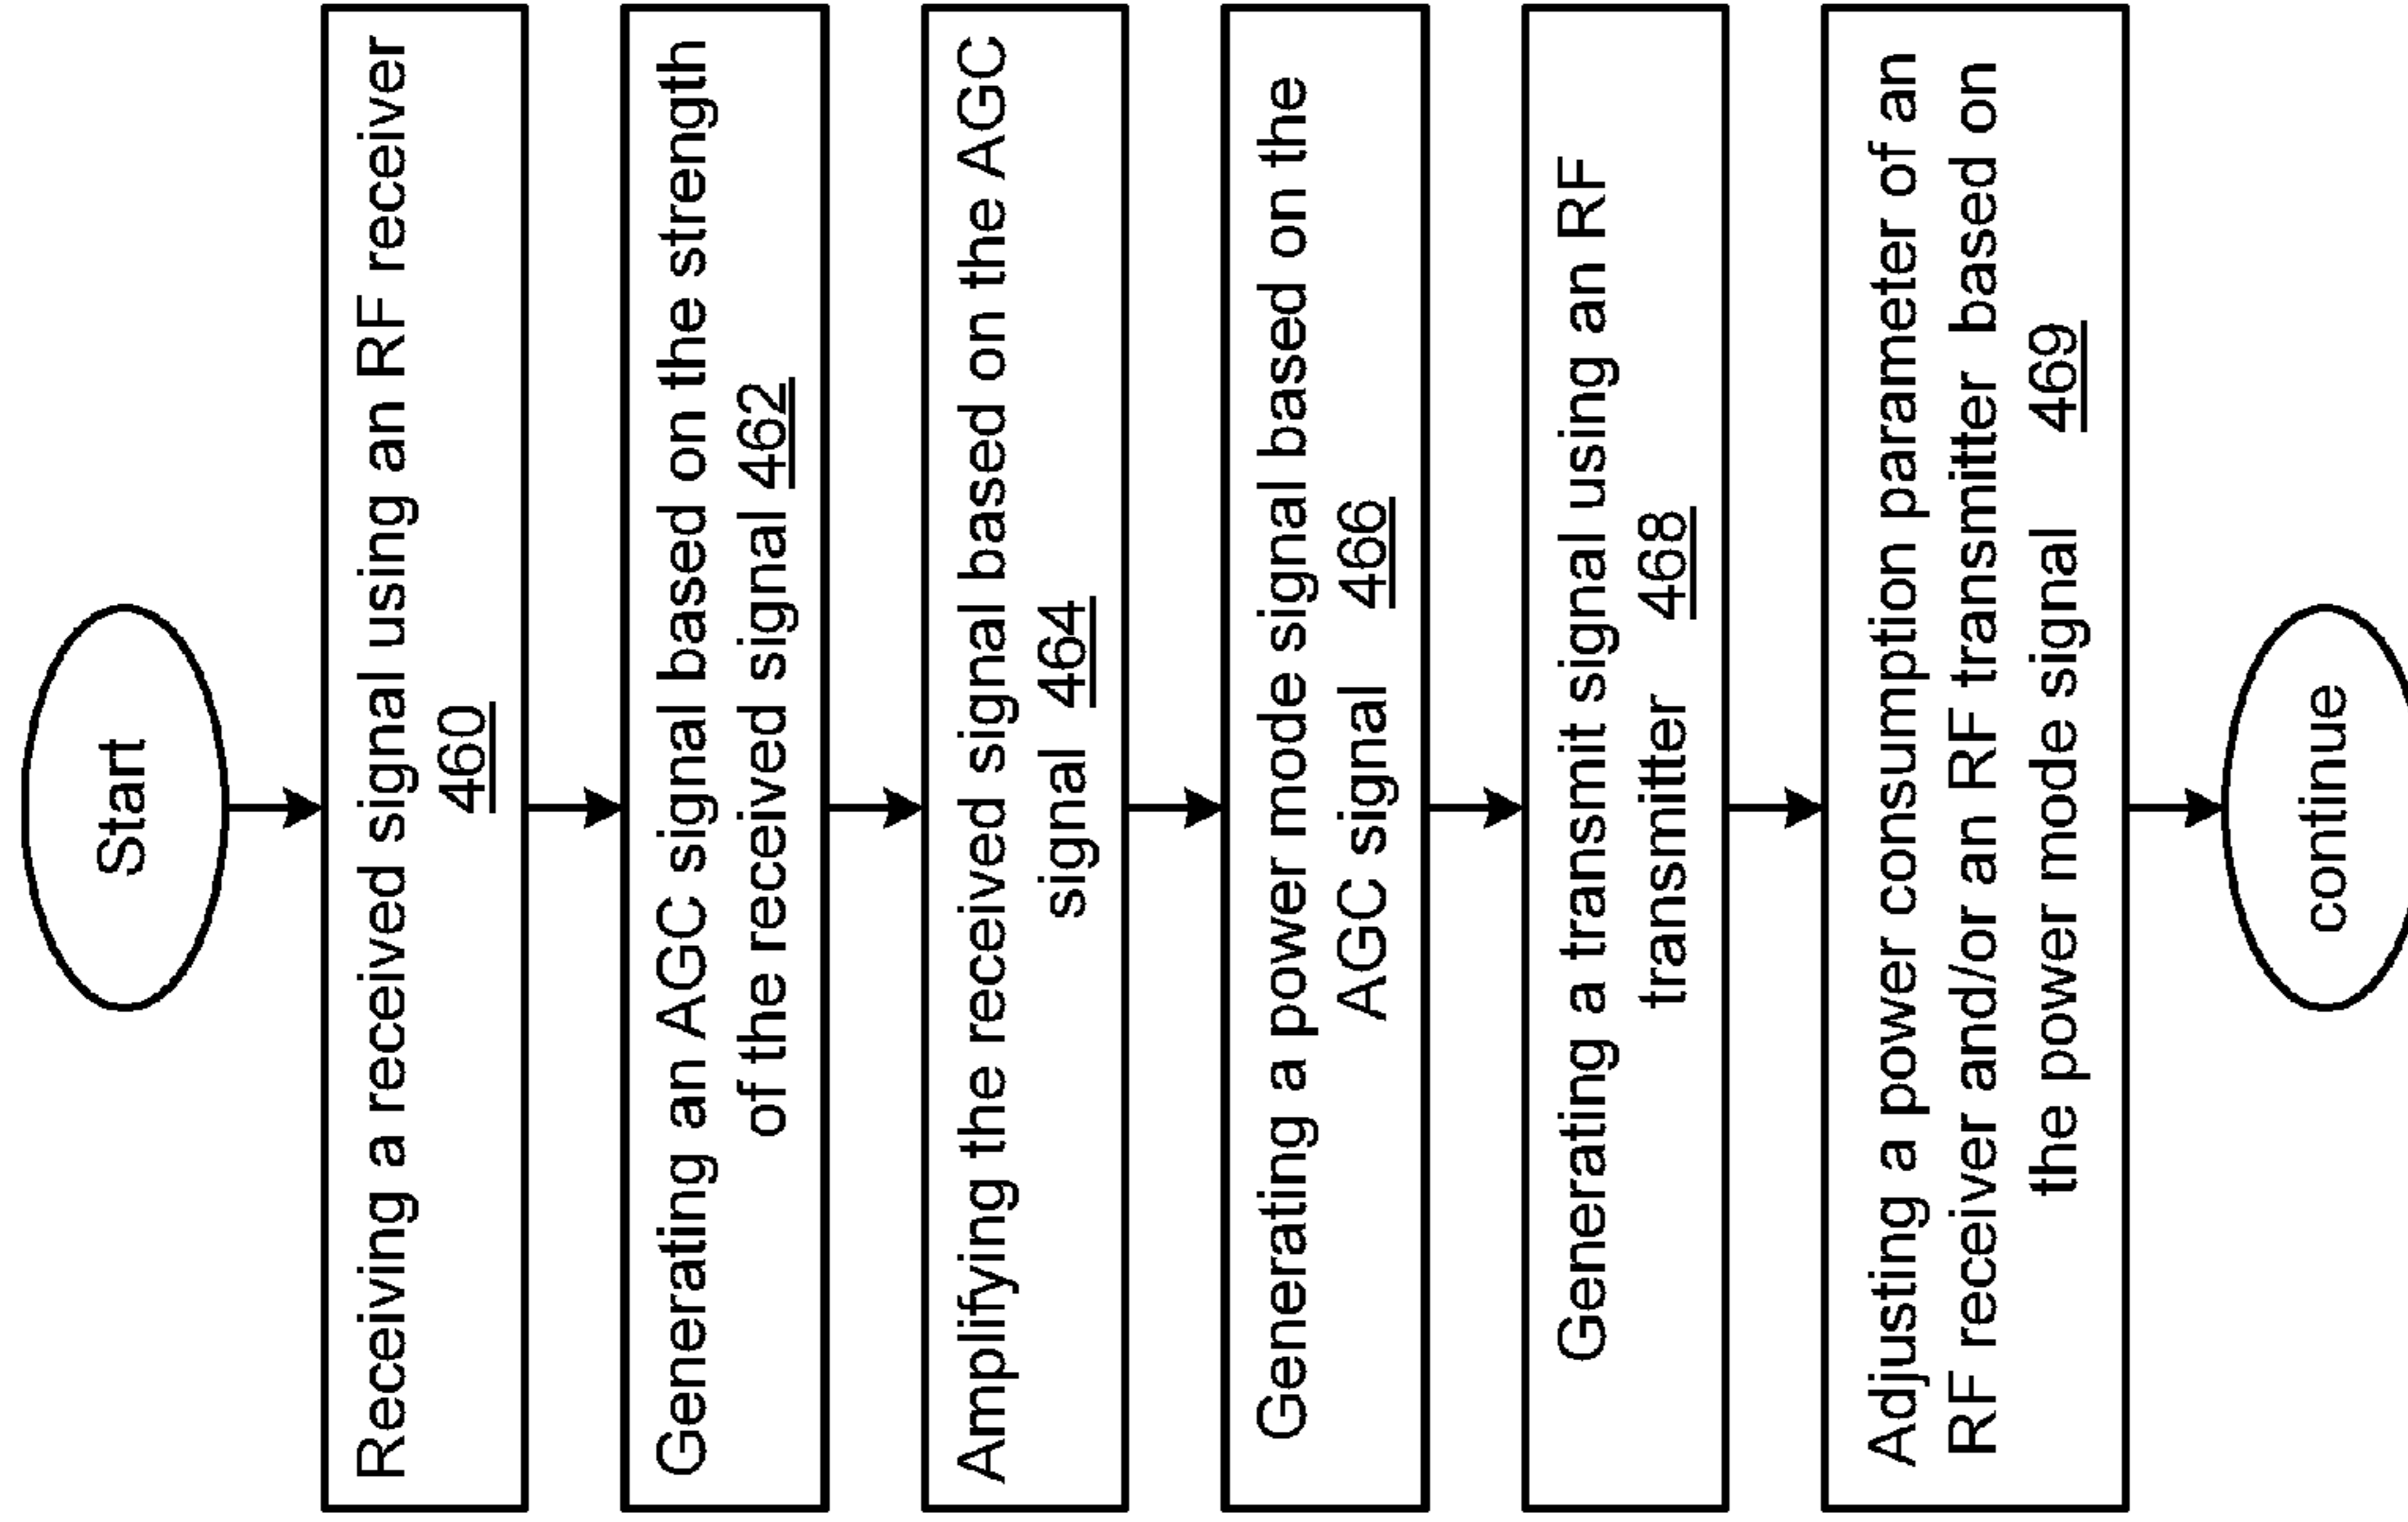 Start
Receiving a received signal using an RF receiver
460
Generating an AGC signal based on the strength
of the received signal 462
Amplifying the received signal based on the AGC
signal 464
Generating a power mode signal based on the
AGC signal 466
Generating a transmit signal using an RF
transmitter 468
Adjusting a power consumption parameter of an
RF receiver and/or an RF transmitter based on
the power mode signal 469
continue